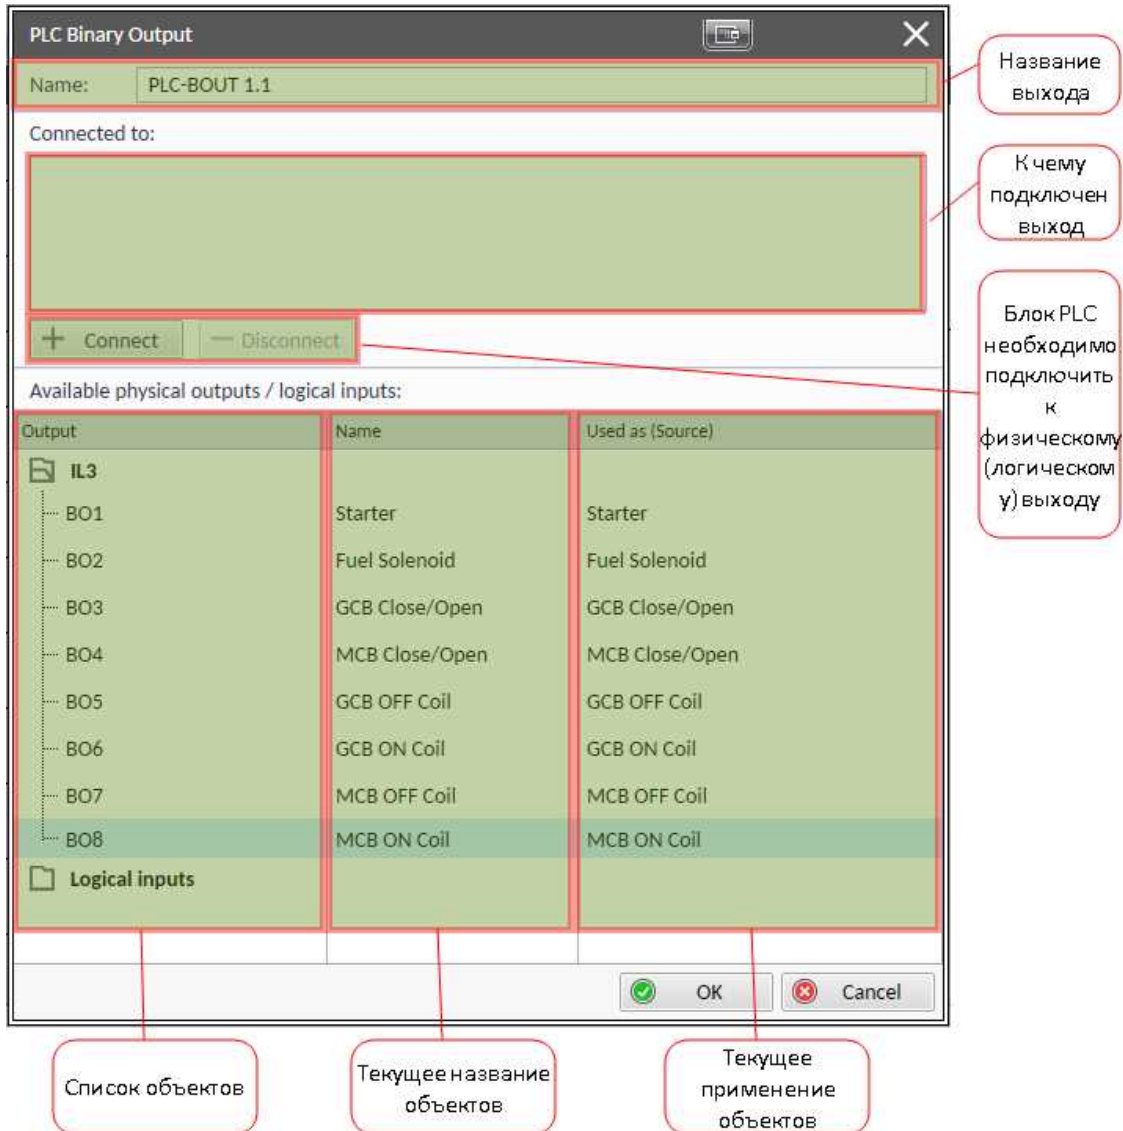 PLC Binary Output
Name: PLC-BOUT 1.1
Connected to:
Connect Disconnect
Available physical outputs / logical inputs:
Output Name Used as (Source)
IL3
BO1 Starter Starter
BO2 Fuel Solenoid Fuel Solenoid
BO3 GCB Close/Open GCB Close/Open
BO4 MCB Close/Open MCB Close/Open
BO5 GCB OFF Coil GCB OFF Coil
BO6 GCB ON Coil GCB ON Coil
BO7 MCB OFF Coil MCB OFF Coil
BO8 MCB ON Coil MCB ON Coil
Logical inputs
OK Cancel
Название
выхода
К чему
подключен
выход
Блок PLC
необходимо
подключить
к
физическому
(логическом
у) выходу
Список объектов
Текущее название
объектов
Текущее
применение
объектов